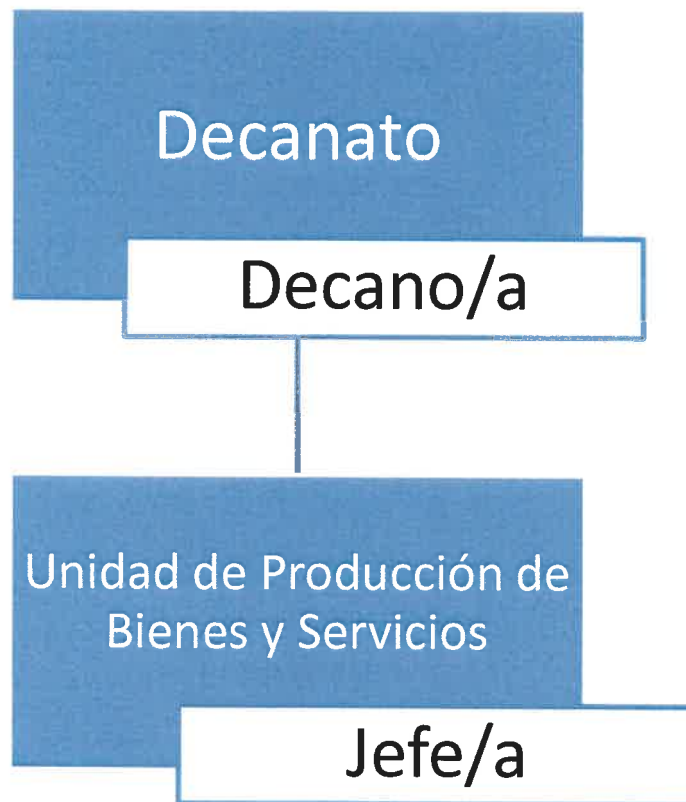 Decanato
Decano/a
Unidad de Producción de
Bienes y Servicios
Jefe/a